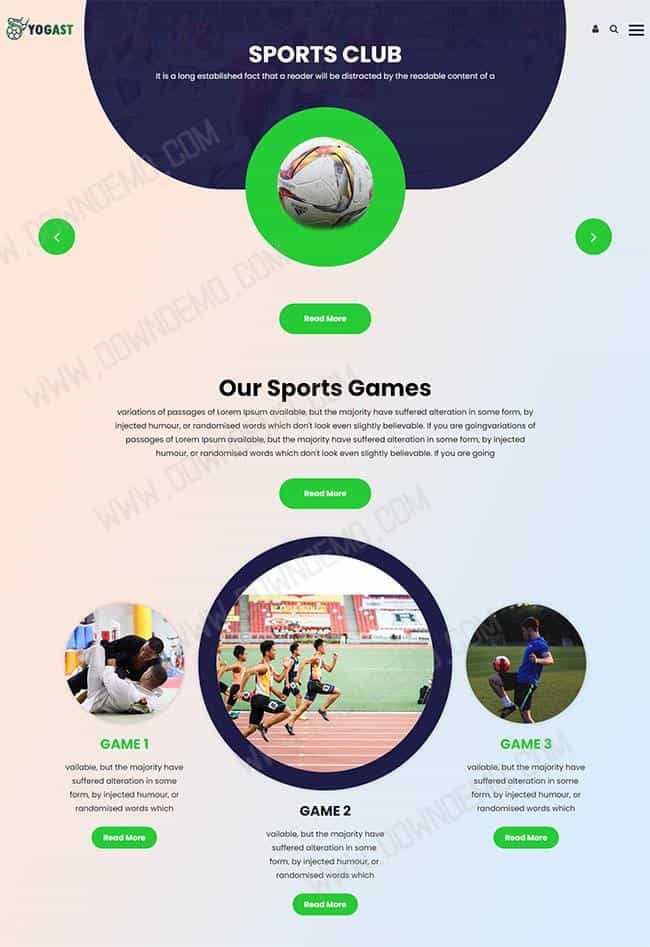 YOGAST
SPORTS CLUB
It is a long established fact that a reader will be distracted by the readable content of a
Read More
Our Sports Games
variations of passages of Lorem Ipsum available, but the majority have suffered alteration in some form, by
injected humour, or randomised words which don't look even slightly believable. If you are goingvariations of
passages of Lorem Ipsum available, but the majority have suffered alteration in some form, by injected
humour, or randomised words which don't look even slightly believable. If you are going
Read More
GAME 1
vailable, but the majority have
suffered alteration in some
form, by injected humour, or
randomised words which
Read More
GAME 2
vailable, but the majority have
suffered alteration in some
form, by injected humour, or
randomised words which
Read More
GAME 3
vailable, but the majority have
suffered alteration in some
form, by injected humour, or
randomised words which
Read More
WWW.DOWNDEMO.COM
WWW.DOWNDEMO.COM
WWW.DOWNDEMO.COM